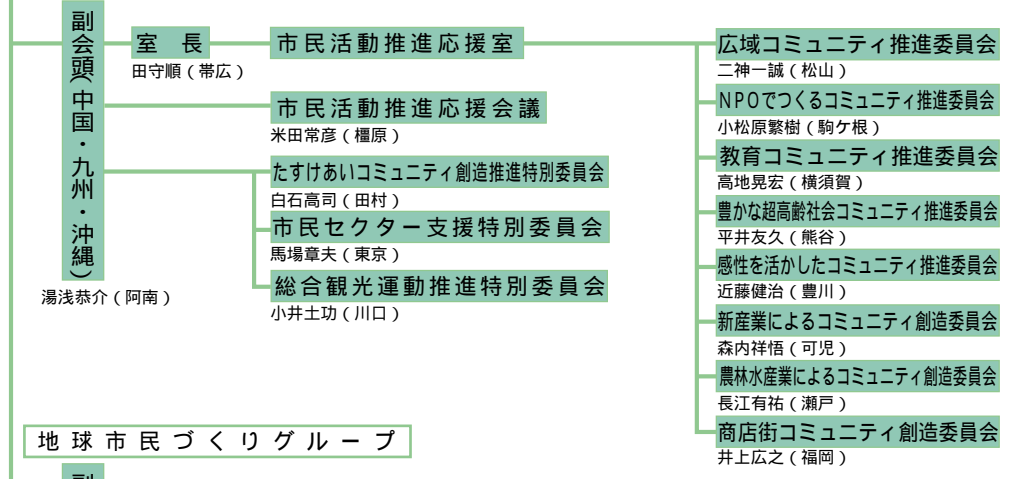 副会頭(中国・九州・沖縄)
湯浅恭介(阿南)
室長
田守順(帯広)
市民活動推進応援室
市民活動推進応援会議
米田常彦(橿原)
たすけあいコミュニティ創造推進特別委員会
白石高司(田村)
市民セクター支援特別委員会
馬場章夫(東京)
総合観光運動推進特別委員会
小井土功(川口)
広域コミュニティ推進委員会
二神一誠(松山)
NPOでつくるコミュニティ推進委員会
小松原繁樹(駒ケ根)
教育コミュニティ推進委員会
高地晃宏(横須賀)
豊かな超高齢社会コミュニティ推進委員会
平井友久(熊谷)
感性を活かしたコミュニティ推進委員会
近藤健治(豊川)
新産業によるコミュニティ創造委員会
森内祥悟(可児)
農林水産業によるコミュニティ創造委員会
長江有祐(瀬戸)
商店街コミュニティ創造委員会
井上広之(福岡)
地球市民づくりグループ